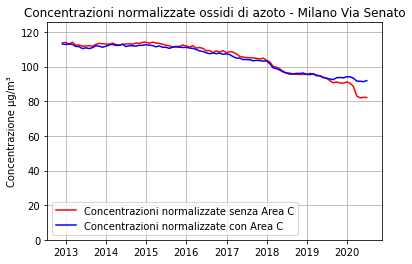 Concentrazioni normalizzate ossidi di azoto - Milano Via Senato
Concentrazione µg/m³
120
100
80
60
40
20
0
Concentrazioni normalizzate senza Area C
Concentrazioni normalizzate con Area C
2013 2014 2015 2016 2017 2018 2019 2020